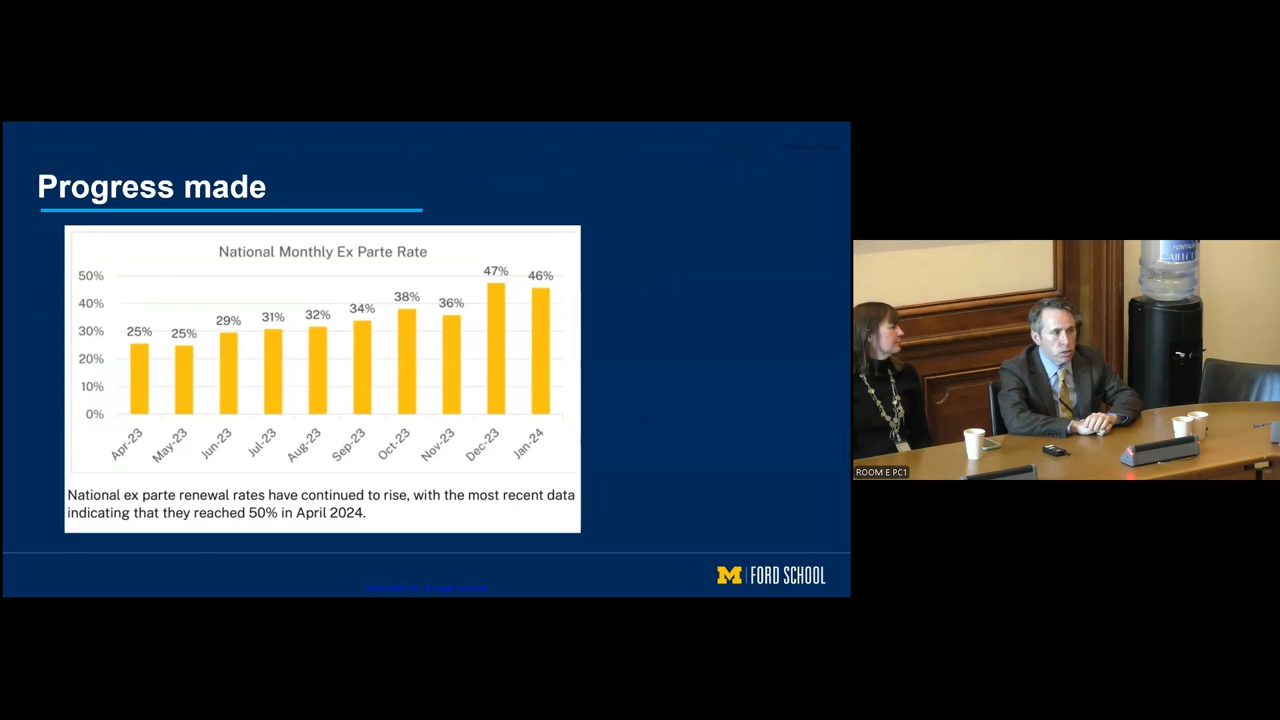 Progress made
National Monthly Ex Parte Rate
50%
40%
30%
20%
10%
0%
25%
25%
29%
31%
32%
34%
38%
36%
47%
46%
Apr-23
May-23
Jun-23
Jul-23
Aug-23
Sep-23
Oct-23
Nov-23
Dec-23
Jan-24
National ex parte renewal rates have continued to rise, with the most recent data
indicating that they reached 50% in April 2024.
M FORD SCHOOL
ROOM E PC1